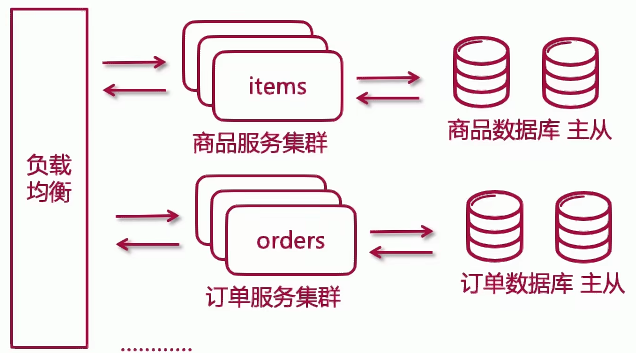 负载
均衡
items
商品服务集群
商品数据库 主从
orders
订单服务集群
订单数据库 主从